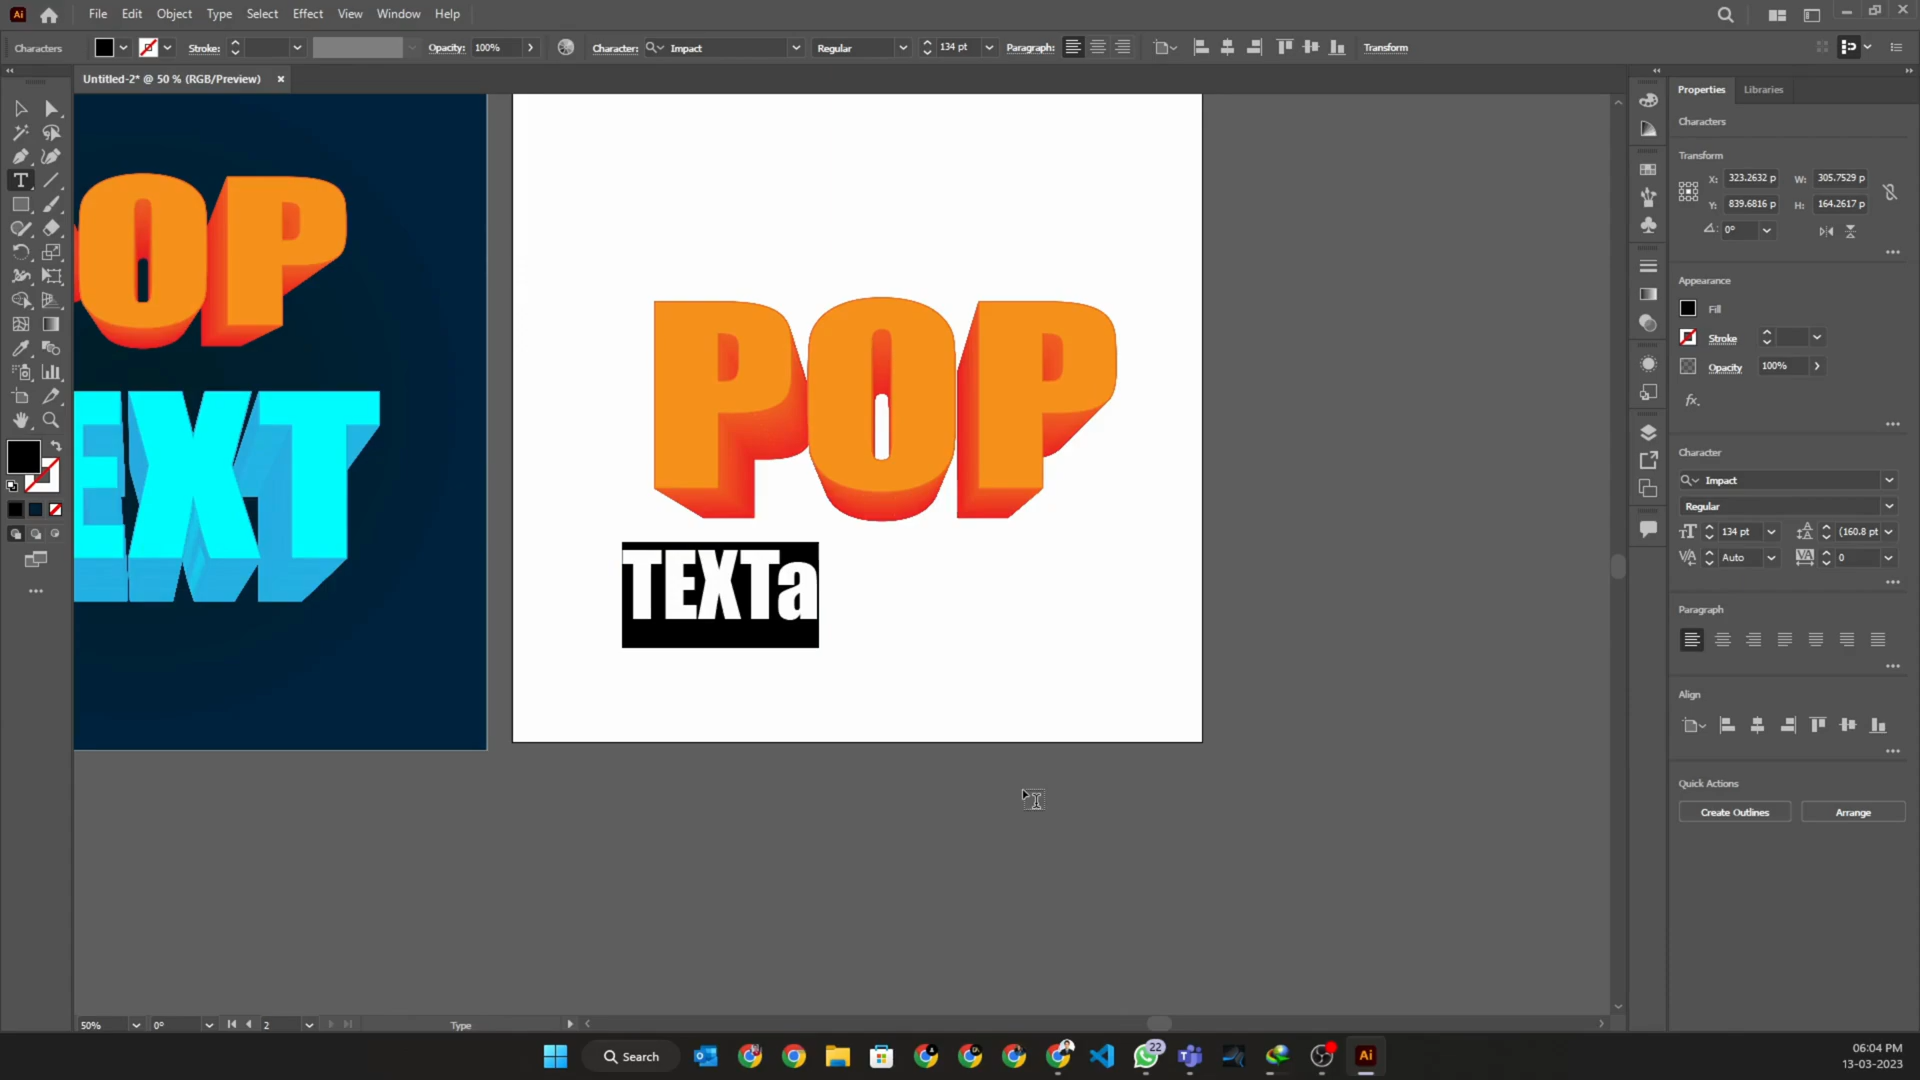 Ai File Edit Object Type Select Effect View Window Help
Characters Stroke: Opacity: 100% Character: Impact Regular 134 pt Paragraph: Transform
Untitled-2* @ 50 % (RGB/Preview) ×
Properties Libraries
Characters
Transform
X: 323.2632 p W: 305.7529 p
Y: 839.6816 p H: 164.2617 p
0°
Appearance
Fill
Stroke
Opacity 100%
fx.
Character
Impact
Regular
134 pt (160.8 pt
Auto 0
Paragraph
Align
Quick Actions
Create Outlines Arrange
OP
EXT
POP
TEXTa
50% 0° 2 Type
Search
22
Ai
06:04 PM
13-03-2023